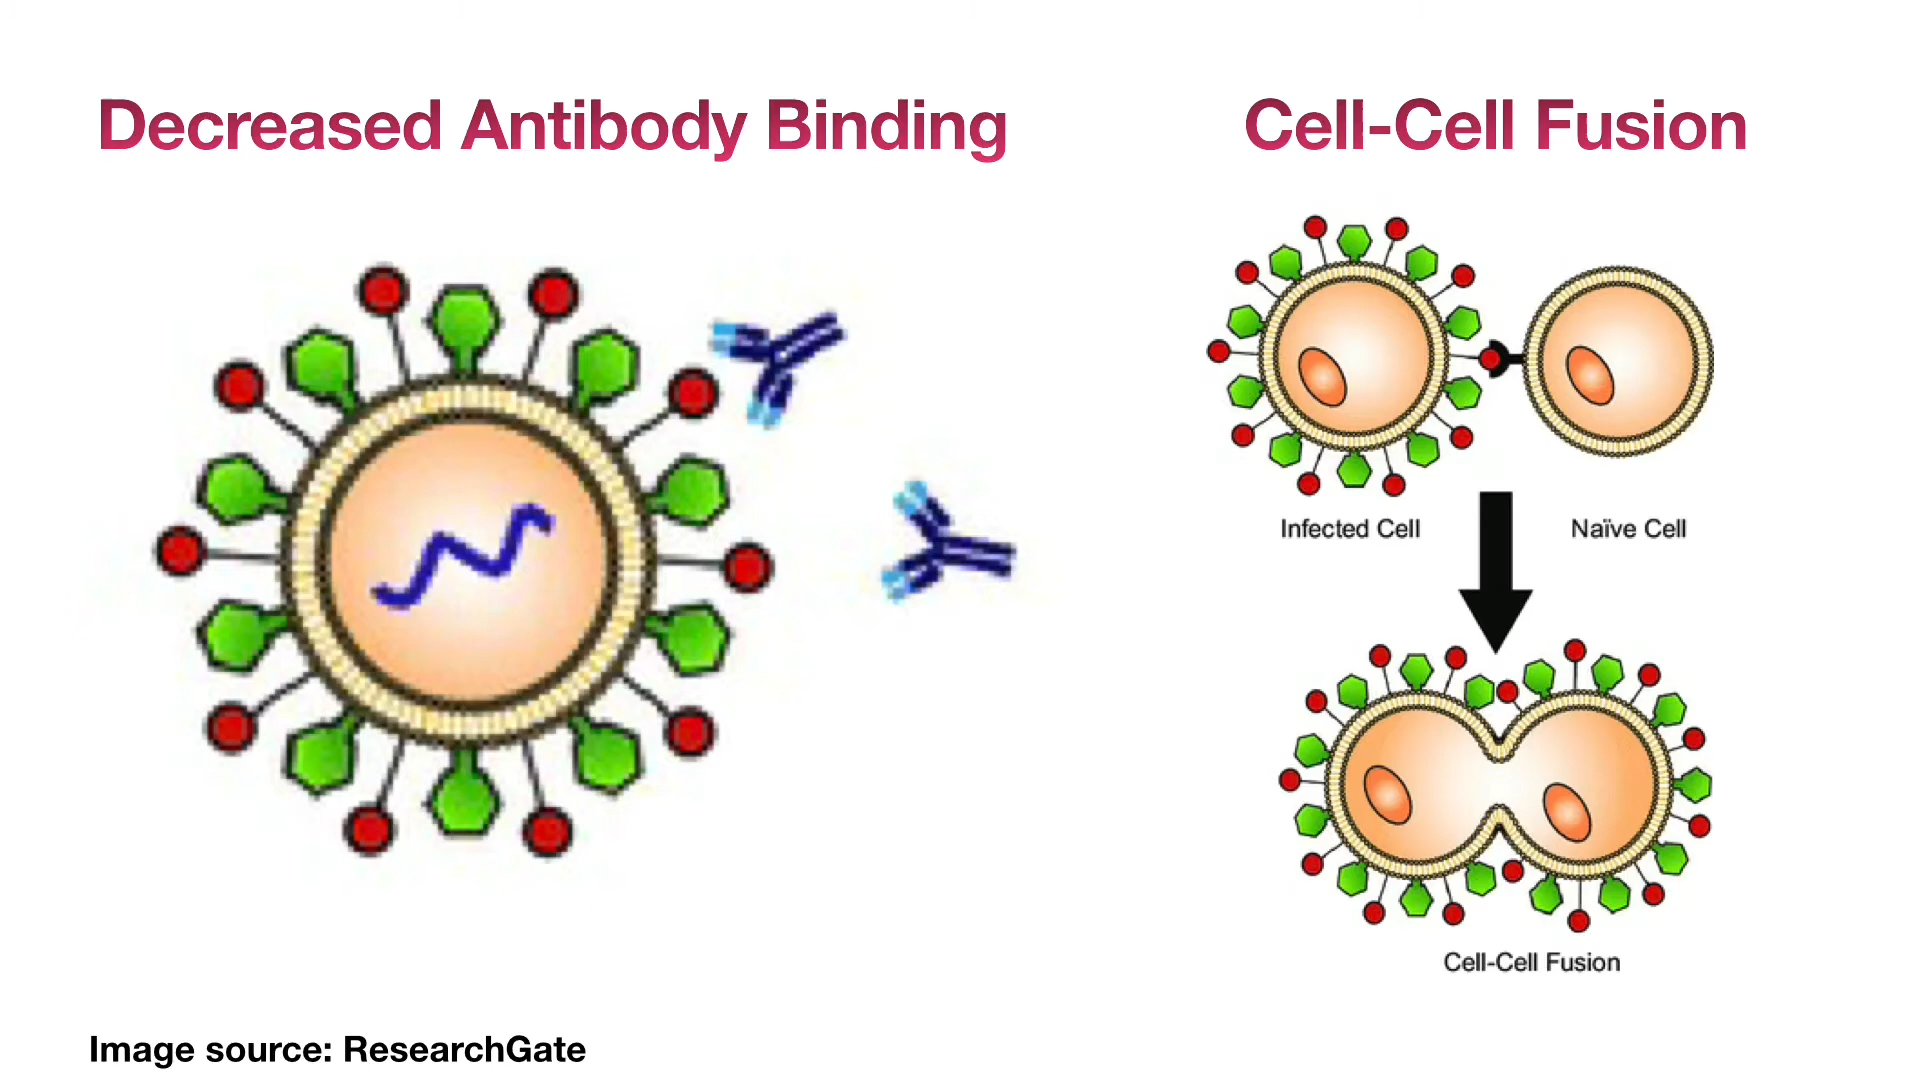 Decreased Antibody Binding
Cell-Cell Fusion
Infected Cell
Naïve Cell
Cell-Cell Fusion
Image source: ResearchGate